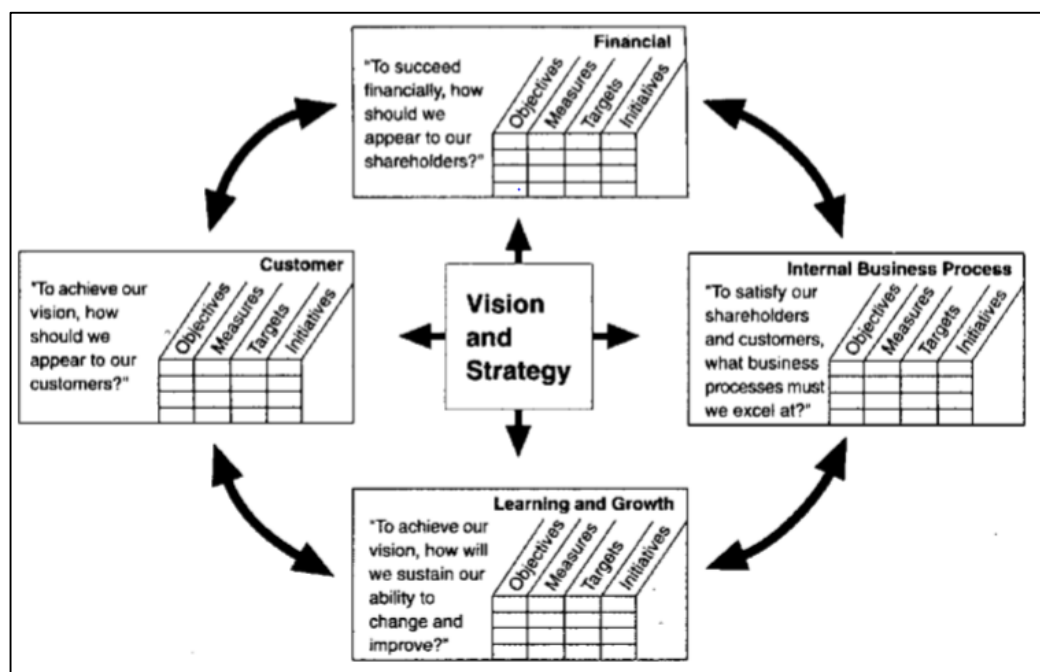 Financial
"To succeed
financially, how
should we
appear to our
shareholders?"
Objectives
Measures
Targets
Initiatives
Customer
"To achieve our
vision, how
should we
appear to our
customers?"
Objectives
Measures
Targets
Initiatives
Vision
and
Strategy
Internal Business Process
"To satisfy our
shareholders
and customers,
what business
processes must
we excel at?"
Objectives
Measures
Targets
Initiatives
Learning and Growth
"To achieve our
vision, how will
we sustain our
ability to
change and
improve?"
Objectives
Measures
Targets
Initiatives